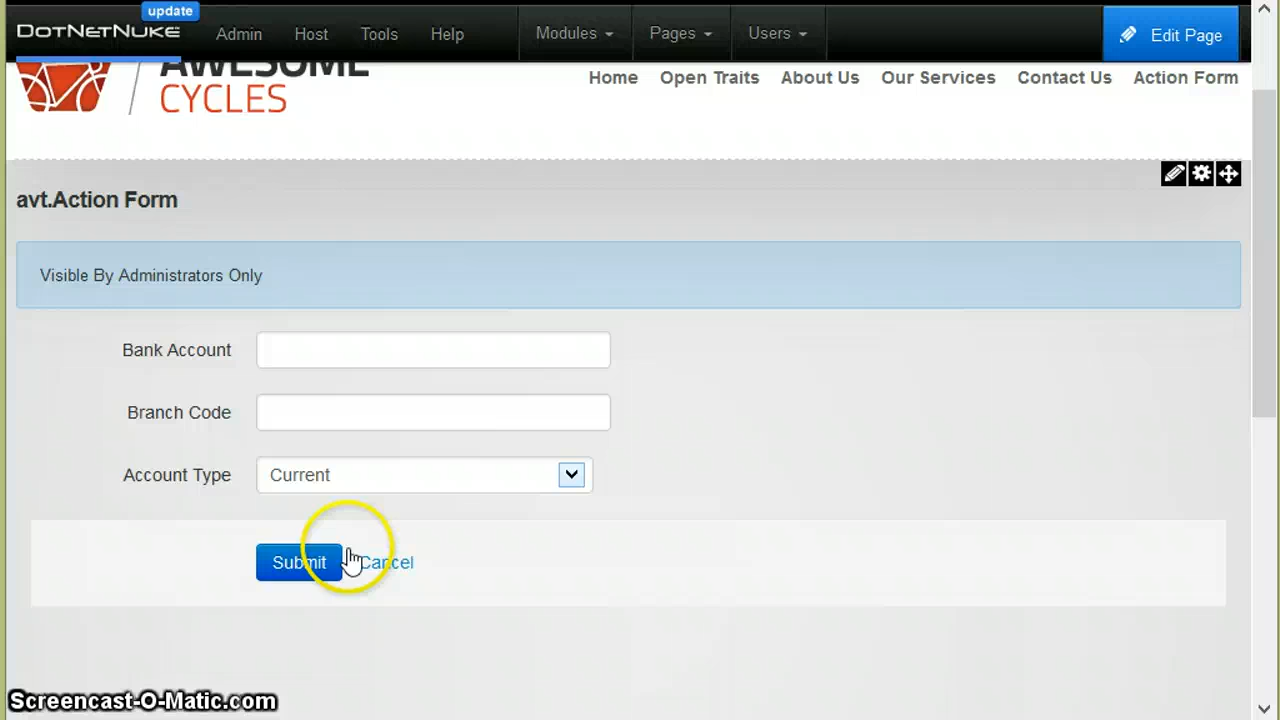 update
DOTNETNUKE Admin Host Tools Help Modules Pages Users Edit Page
AWESOME
CYCLES
Home Open Traits About Us Our Services Contact Us Action Form
avt.Action Form
Visible By Administrators Only
Bank Account
Branch Code
Account Type Current
Submit Cancel
Screencast-O-Matic.com